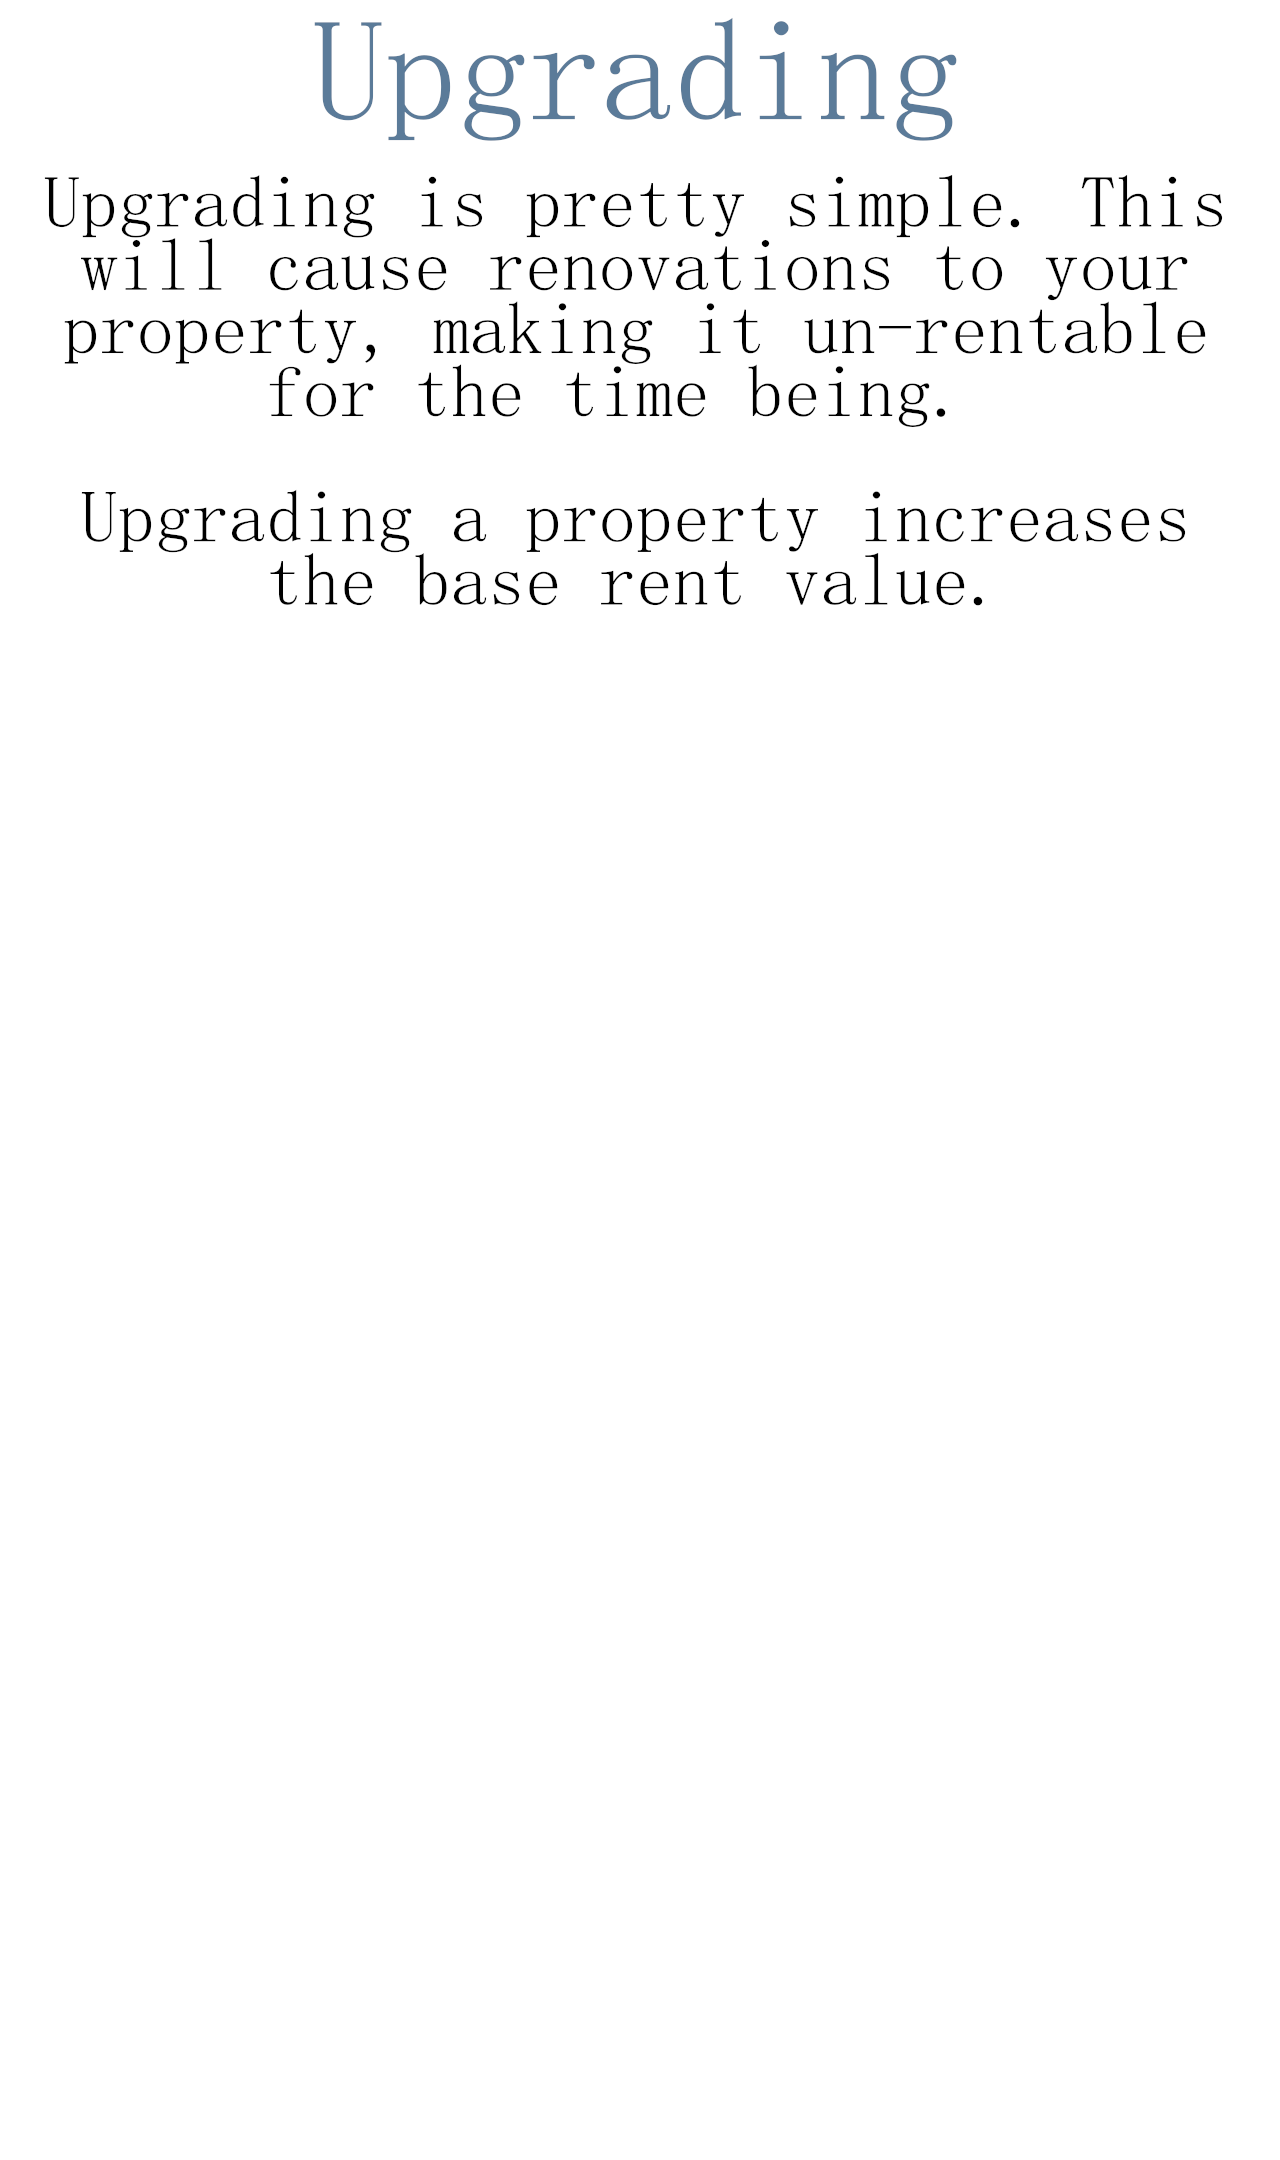 Upgrading
Upgrading is pretty simple. This
will cause renovations to your
property, making it un-rentable
for the time being.
Upgrading a property increases
the base rent value.